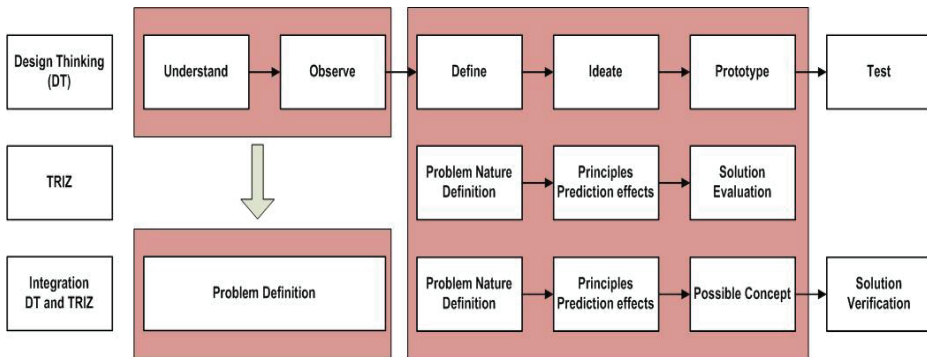 Design Thinking
(DT)
Understand
Observe
Define
Ideate
Prototype
Test
TRIZ
Problem Nature
Definition
Principles
Prediction effects
Solution
Evaluation
Integration
DT and TRIZ
Problem Definition
Problem Nature
Definition
Principles
Prediction effects
Possible Concept
Solution
Verification